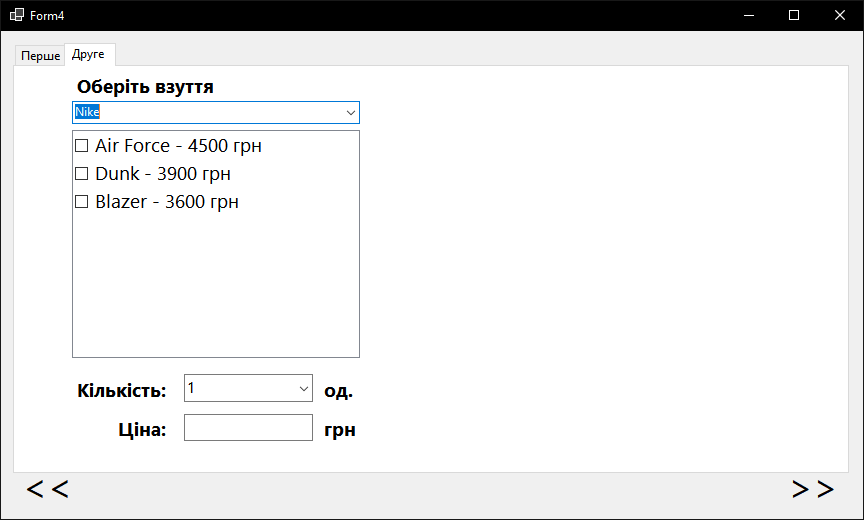 Form4
Перше Друге
Оберіть взуття
Nike
Air Force - 4500 грн
Dunk - 3900 грн
Blazer - 3600 грн
Кількість: 1 од.
Ціна: грн
< < > >